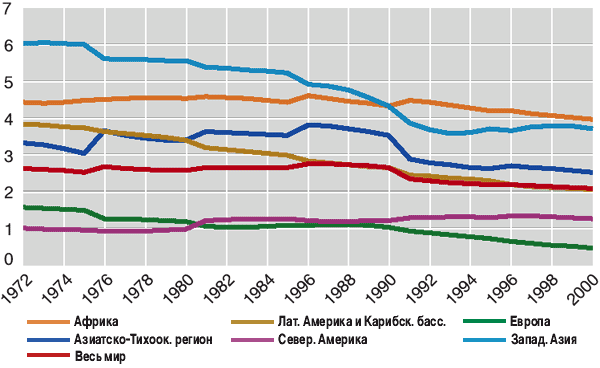 7
6
5
4
3
2
1
0
1972 1974 1976 1978 1980 1982 1984 1986 1988 1990 1992 1994 1996 1998 2000
Африка Лат. Америка и Карибск. басс. Европа
Азиатско-Тихоок. регион Север. Америка Запад. Азия
Весь мир